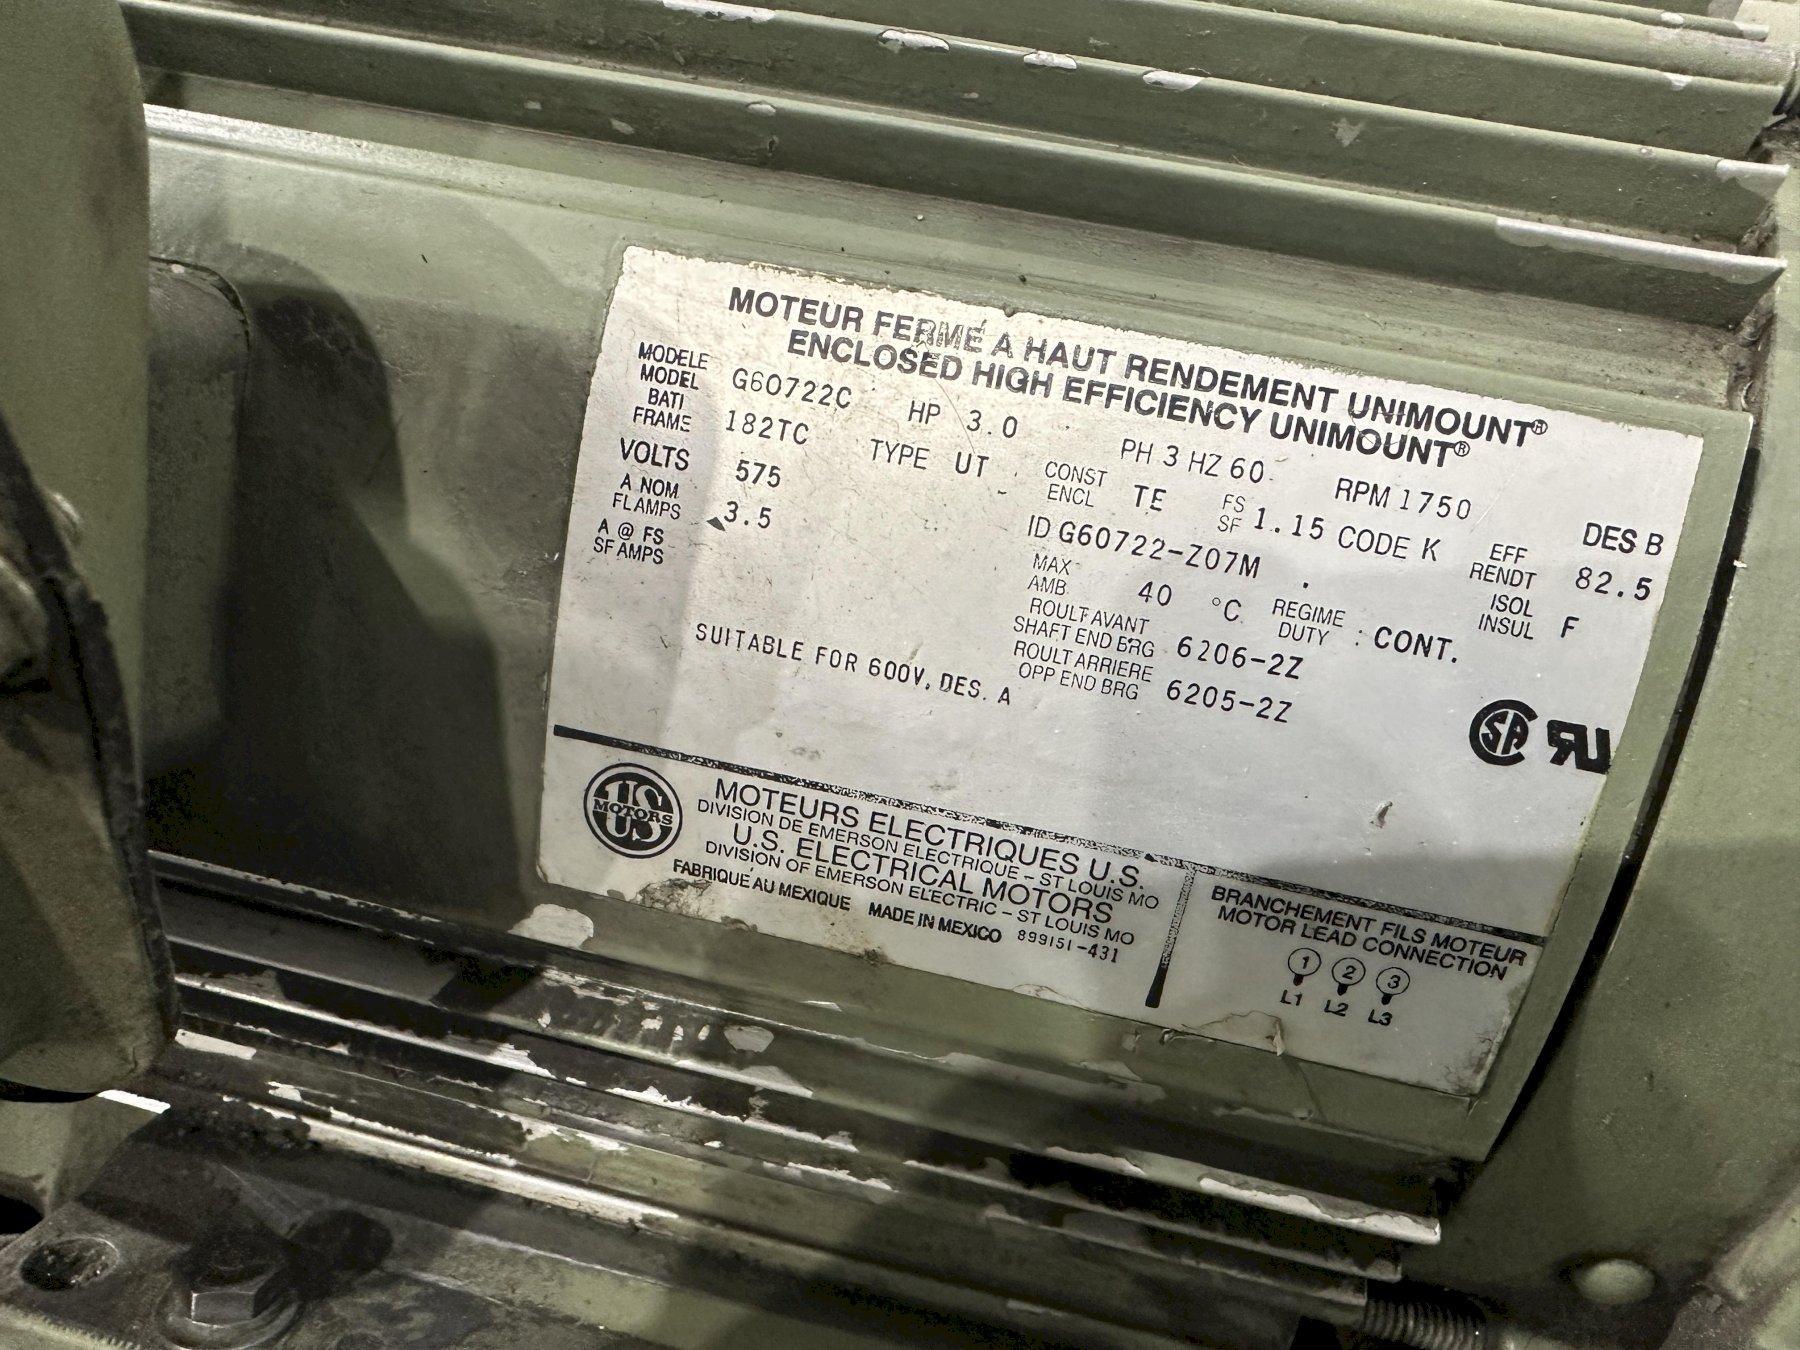 MOTEUR FERMÉ A HAUT RENDEMENT UNIMOUNT®
ENCLOSED HIGH EFFICIENCY UNIMOUNT®
MODELE
MODEL G60722C HP 3.0 PH 3 HZ 60 RPM 1750 DES B
BATI
FRAME 182TC TYPE UT CONST
ENCL TE FS
SF 1.15 CODE K EFF
RENDT 82.5
VOLTS 575 ID G60722-Z07M ISOL
INSUL F
A NOM
FLAMPS 3.5 MAX
AMB 40 °C REGIME
DUTY CONT.
A @ FS
SF AMPS
ROULT AVANT
SHAFT END BRG 6206-2Z
ROULT ARRIERE
OPP END BRG 6205-2Z
SUITABLE FOR 600V, DES. A
CSA
RU
US
MOTORS
MOTEURS ELECTRIQUES U.S.
DIVISION DE EMERSON ELECTRIQUE - ST LOUIS MO
U.S. ELECTRICAL MOTORS
DIVISION OF EMERSON ELECTRIC - ST LOUIS MO
FABRIQUE AU MEXIQUE MADE IN MEXICO 899151-431
BRANCHEMENT FILS MOTEUR
MOTOR LEAD CONNECTION
1 2 3
L1 L2 L3